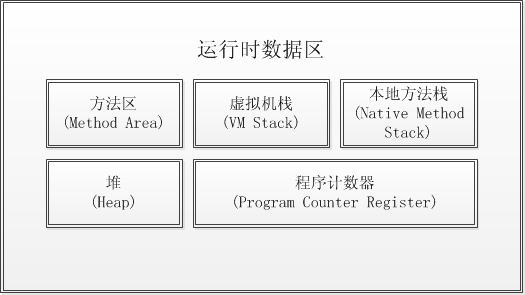 运行时数据区
方法区
(Method Area)
虚拟机栈
(VM Stack)
本地方法栈
(Native Method
Stack)
堆
(Heap)
程序计数器
(Program Counter Register)